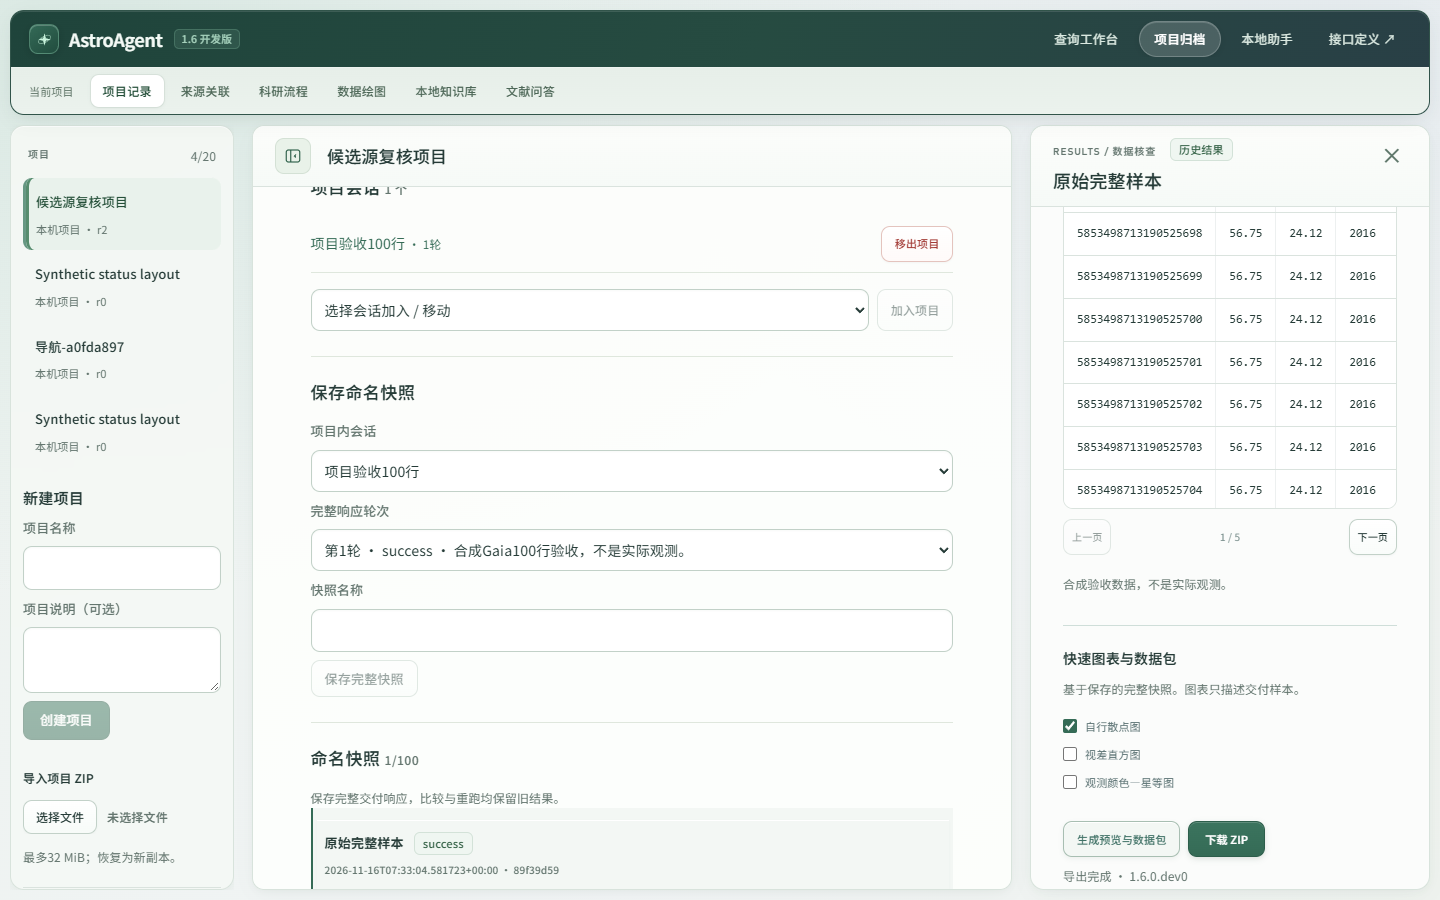 AstroAgent
1.6 开发版
查询工作台
项目归档
本地助手
接口定义 ↗
当前项目
项目记录
来源关联
科研流程
数据绘图
本地知识库
文献问答
项目
4/20
候选源复核项目
本机项目 · r2
Synthetic status layout
本机项目 · r0
导航-a0fda897
本机项目 · r0
Synthetic status layout
本机项目 · r0
新建项目
项目名称
项目说明（可选）
创建项目
导入项目 ZIP
选择文件 未选择文件
最多32 MiB；恢复为新副本。
候选源复核项目
项目会话 1 个
项目验收100行 · 1轮
移出项目
选择会话加入 / 移动
加入项目
保存命名快照
项目内会话
项目验收100行
完整响应轮次
第1轮 · success · 合成Gaia100行验收，不是实际观测。
快照名称
保存完整快照
命名快照 1/100
保存完整交付响应，比较与重跑均保留旧结果。
原始完整样本 success
2026-11-16T07:33:04.581723+00:00 · 89f39d59
RESULTS / 数据核查
历史结果
原始完整样本
5853498713190525698 56.75 24.12 2016
5853498713190525699 56.75 24.12 2016
5853498713190525700 56.75 24.12 2016
5853498713190525701 56.75 24.12 2016
5853498713190525702 56.75 24.12 2016
5853498713190525703 56.75 24.12 2016
5853498713190525704 56.75 24.12 2016
上一页
1 / 5
下一页
合成验收数据，不是实际观测。
快速图表与数据包
基于保存的完整快照。图表只描述交付样本。
自行散点图
视差直方图
观测颜色—星等图
生成预览与数据包
下载 ZIP
导出完成 · 1.6.0.dev0